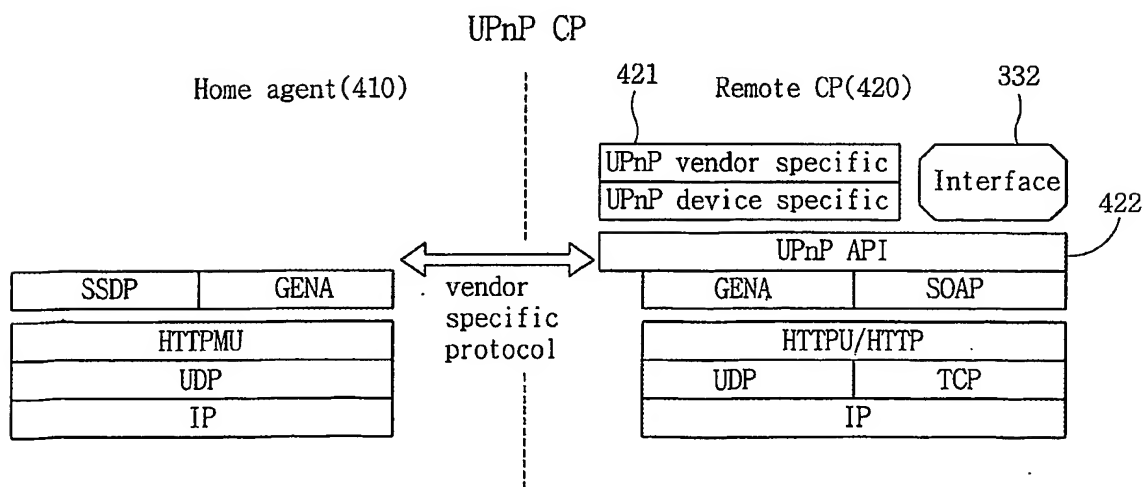 UPnP CP
Home agent(410)
421
Remote CP(420)
332
UPnP vendor specific
UPnP device specific
Interface
422
UPnP API
SSDP
GENA
vendor
specific
protocol
GENA
SOAP
HTTPMU
HTTPU/HTTP
UDP
UDP
TCP
IP
IP